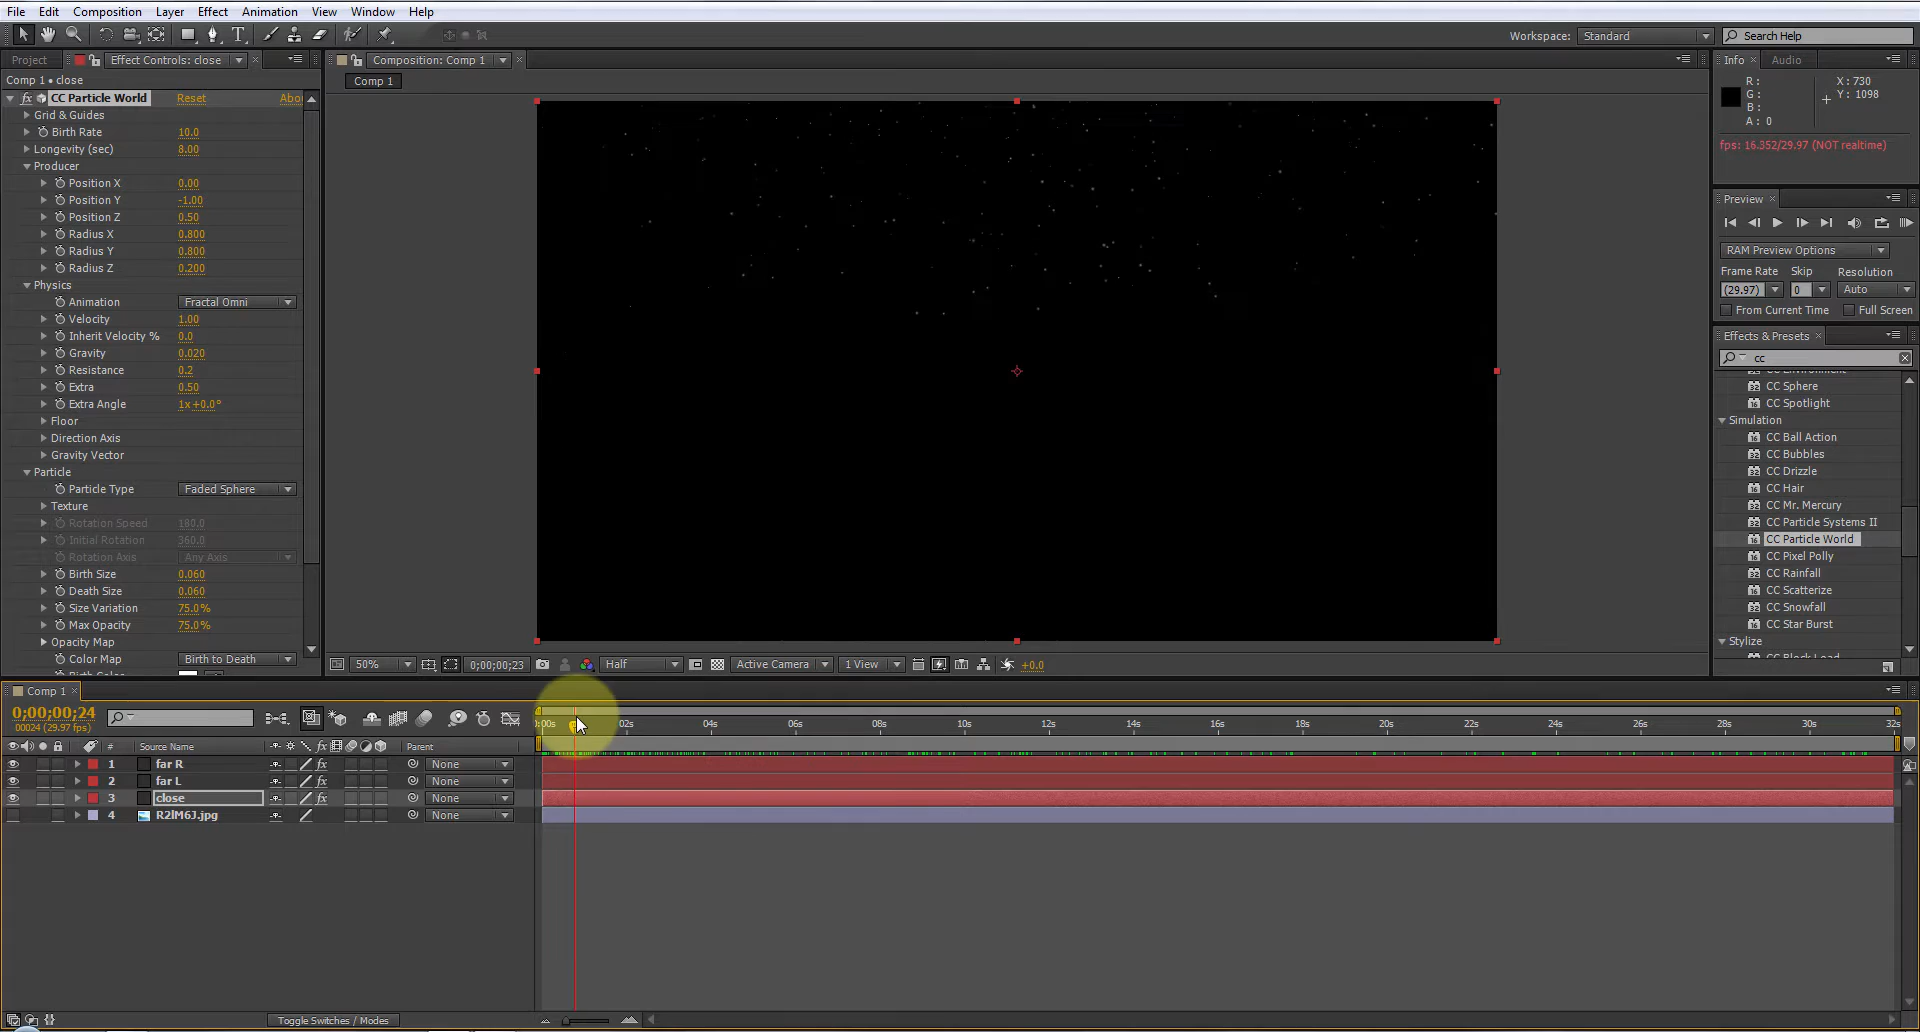 File Edit Composition Layer Effect Animation View Window Help
Workspace: Standard Search Help
Project Effect Controls: close
Composition: Comp 1
Info Audio
Comp 1 • close
Comp 1
R: X: 730
G: Y: 1098
B:
A: 0
fps: 16.352/29.97 (NOT realtime)
fx CC Particle World Reset Abo
Grid & Guides
Birth Rate 10.0
Longevity (sec) 8.00
Producer
Position X 0.00
Position Y -1.00
Position Z 0.50
Radius X 0.800
Radius Y 0.800
Radius Z 0.200
Physics
Animation Fractal Omni
Velocity 1.00
Inherit Velocity % 0.0
Gravity 0.020
Resistance 0.2
Extra 0.50
Extra Angle 1x+0.0°
Floor
Direction Axis
Gravity Vector
Particle
Particle Type Faded Sphere
Texture
Rotation Speed 180.0
Initial Rotation 360.0
Rotation Axis Any Axis
Birth Size 0.060
Death Size 0.060
Size Variation 75.0%
Max Opacity 75.0%
Opacity Map
Color Map Birth to Death
Preview
RAM Preview Options
Frame Rate Skip Resolution
(29.97) 0 Auto
From Current Time Full Screen
Effects & Presets
cc
CC Sphere
CC Spotlight
Simulation
CC Ball Action
CC Bubbles
CC Drizzle
CC Hair
CC Mr. Mercury
CC Particle Systems II
CC Particle World
CC Pixel Polly
CC Rainfall
CC Scatterize
CC Snowfall
CC Star Burst
Stylize
50% 0;00;00;23 Half Active Camera 1 View +0.0
Comp 1
0;00;00;24
00024 (29.97 fps)
:00s 02s 04s 06s 08s 10s 12s 14s 16s 18s 20s 22s 24s 26s 28s 30s 32s
# Source Name fx Parent
1 far R fx None
2 far L fx None
3 close fx None
4 R2lM6J.jpg None
Toggle Switches / Modes